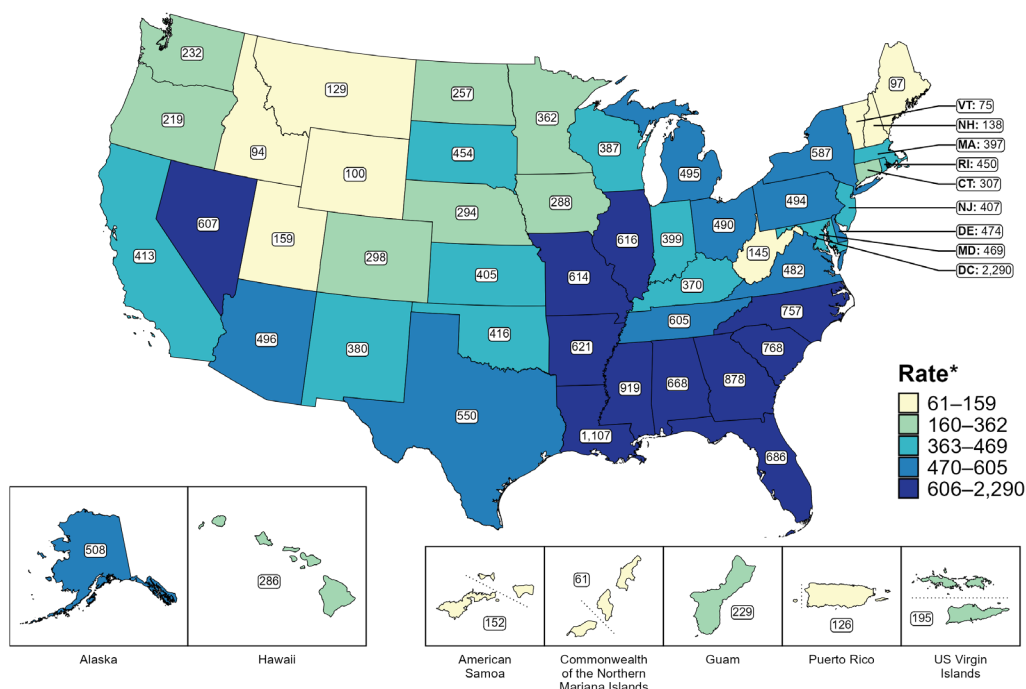 232
129
257
362
97
VT: 75
NH: 138
219
94
454
387
587
MA: 397
RI: 450
CT: 307
100
495
294
288
494
NJ: 407
607
159
298
616
399
490
DE: 474
MD: 469
DC: 2,290
413
405
614
145
482
370
757
496
380
416
605
621
768
919
668
878
550
1,107
686
Rate*
61–159
160–362
363–469
470–605
606–2,290
508
286
152
61
229
126
195
Alaska
Hawaii
American
Samoa
Commonwealth
of the Northern
Mariana Islands
Guam
Puerto Rico
US Virgin
Islands